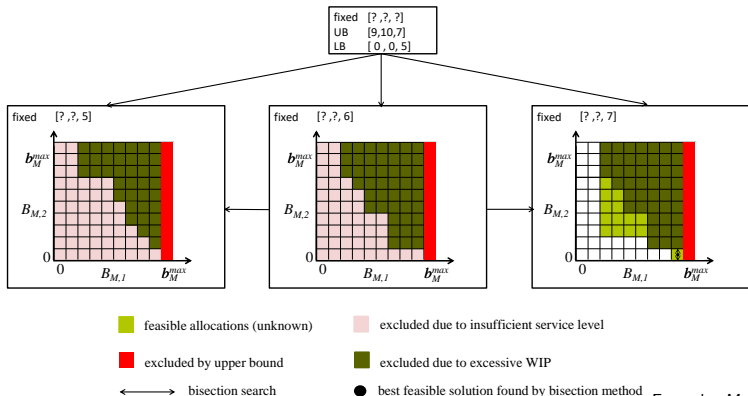 fixed [? ,?, ?]
UB [9,10,7]
LB [ 0 , 0, 5]
fixed [?, ?, 5]
fixed [?, ?, 6]
fixed [?, ?, 7]
b_M^max
b_M^max
b_M^max
B_M,2
B_M,2
B_M,2
0
0
0
0
0
0
B_M,1 b_M^max
B_M,1 b_M^max
B_M,1 b_M^max
feasible allocations (unknown)
excluded due to insufficient service level
excluded by upper bound
excluded due to excessive WIP
bisection search
best feasible solution found by bisection method